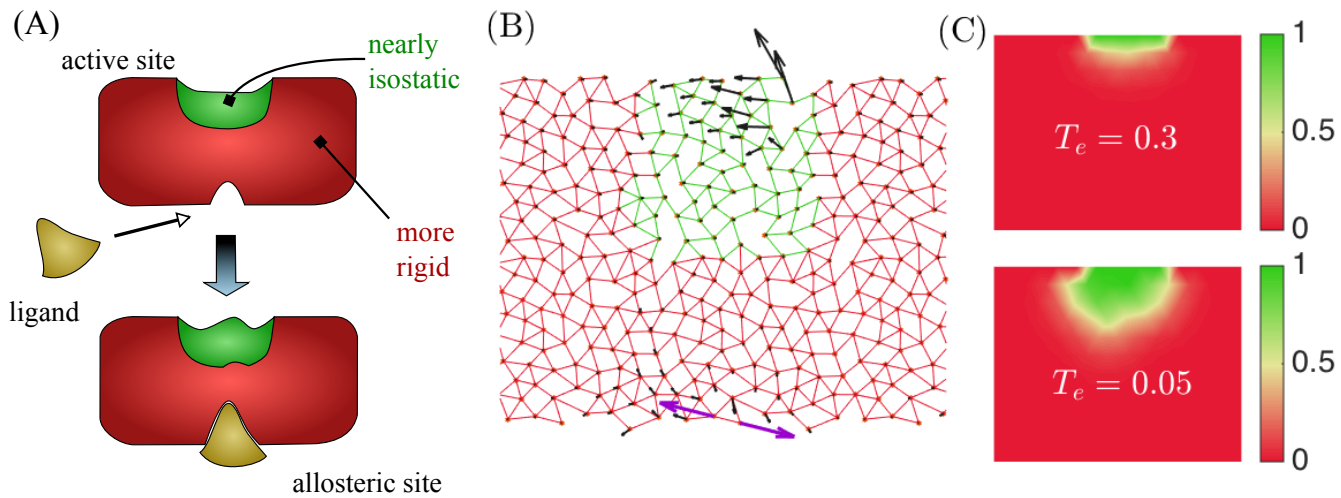 (A)
active site
nearly
isostatic
more
rigid
ligand
allosteric site
(B)
(C)
1
0.5
0
T_e = 0.3
1
0.5
0
T_e = 0.05